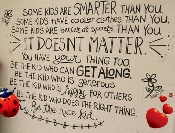 SOME KIDS ARE SMARTER THAN YOU.
SOME KIDS HAVE cooler clothes THAN YOU.
SOME KIDS ARE better at sports THAN YOU.
IT DOESN'T MATTER.
YOU HAVE your THING TOO.
BE THE KID WHO CAN GET ALONG.
BE THE KID WHO IS generous
BE THE KID WHO IS happy FOR OTHERS
BE THE KID WHO DOES THE RIGHT THING.
Be the nice kid.